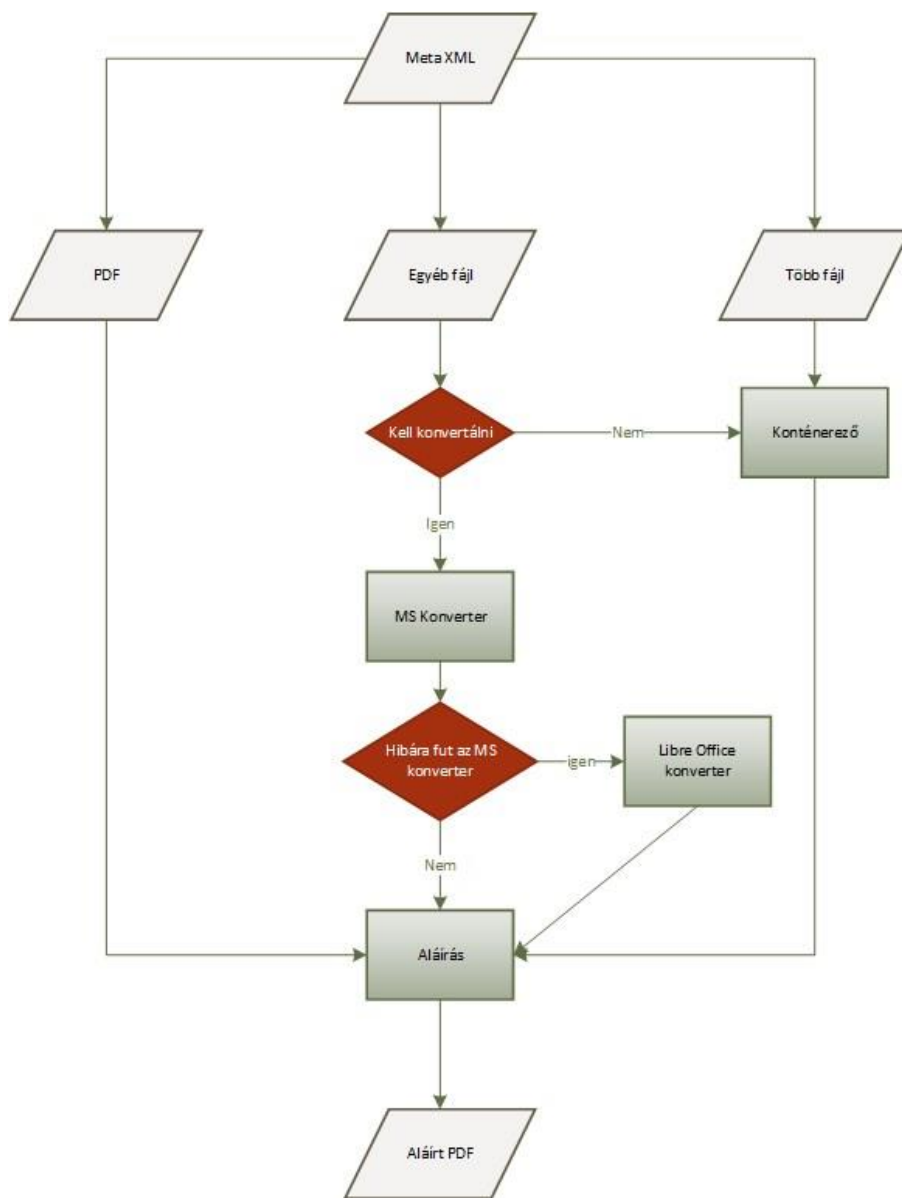 Meta XML
PDF
Egyéb fájl
Több fájl
Kell konvertálni
Nem
Konténerező
Igen
MS Konverter
Hibára fut az MS
konverter
igen
Libre Office
konverter
Nem
Aláírás
Aláírt PDF